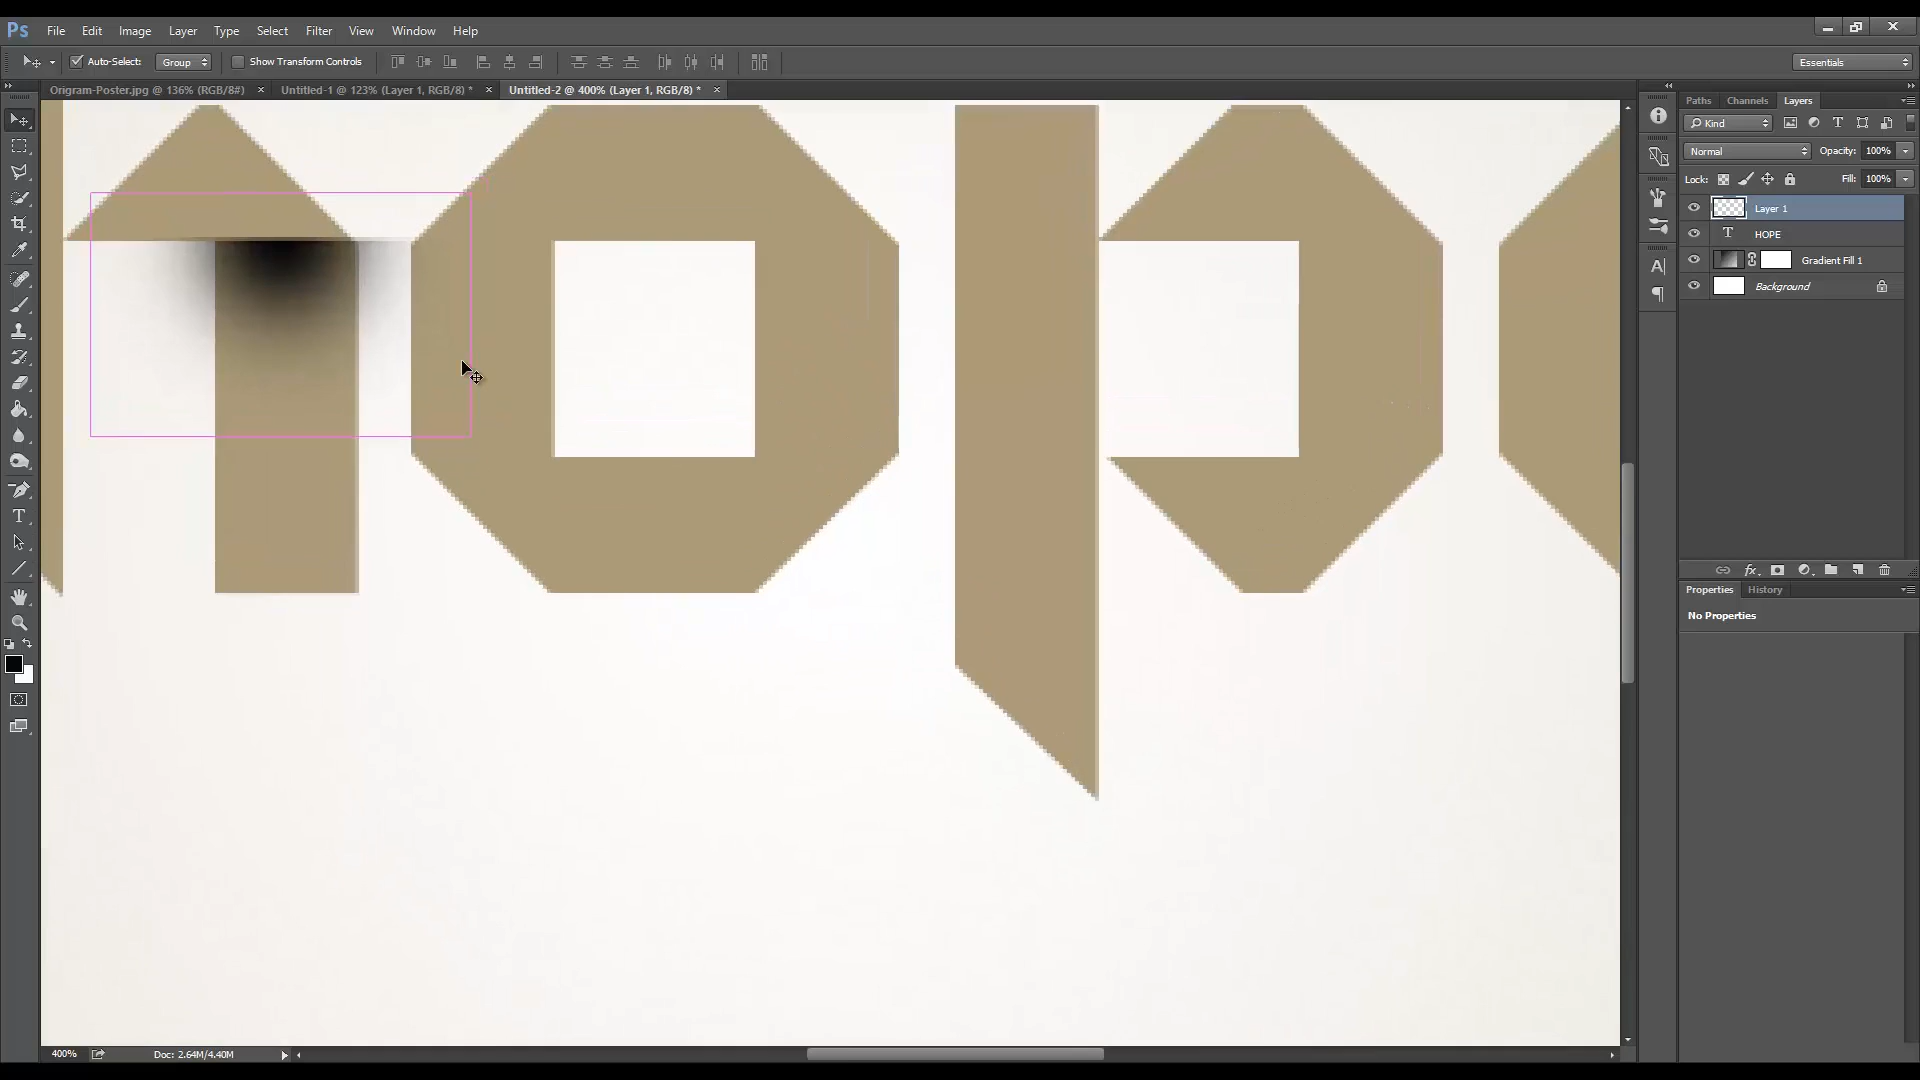 Ps File Edit Image Layer Type Select Filter View Window Help
Auto-Select: Group Show Transform Controls Essentials
Origram-Poster.jpg @ 136% (RGB/8#) × Untitled-1 @ 123% (Layer 1, RGB/8) * × Untitled-2 @ 400% (Layer 1, RGB/8) * ×
Paths Channels Layers
Kind
Normal Opacity: 100%
Lock: Fill: 100%
Layer 1
T HOPE
Gradient Fill 1
Background
Properties History
No Properties
hope
400% Doc: 2.64M/4.40M